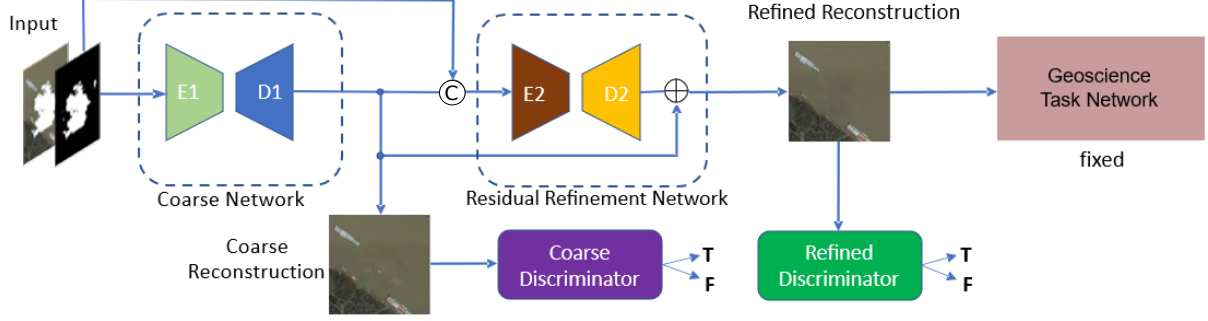 Input
E1
D1
Coarse Network
C
E2
D2
Residual Refinement Network
Refined Reconstruction
Geoscience
Task Network
fixed
Coarse
Reconstruction
Coarse
Discriminator
T
F
Refined
Discriminator
T
F